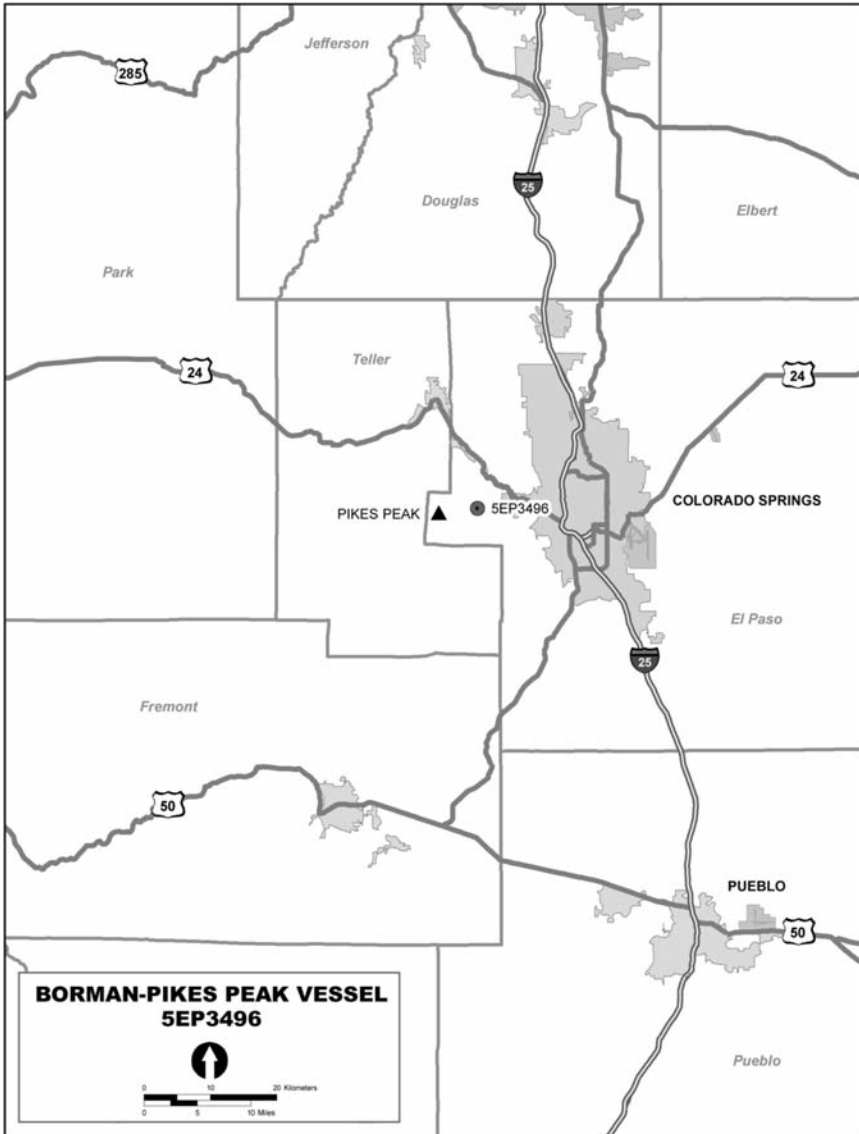 Jefferson
285
25
Douglas
Elbert
Park
Teller
24
24
PIKES PEAK
5EP3496
COLORADO SPRINGS
El Paso
25
Fremont
50
PUEBLO
50
BORMAN-PIKES PEAK VESSEL
5EP3496
0 10 20 Kilometers
0 5 10 Miles
Pueblo